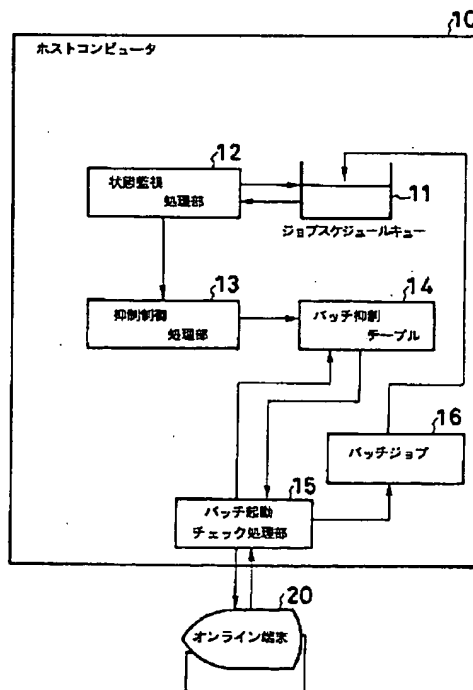 10
ホストコンピュータ
12
状態監視
処理部
11
ジョブスケジュールキュー
13
抑制制御
処理部
14
バッチ抑制
テーブル
16
バッチジョブ
15
バッチ起動
チェック処理部
20
オンライン端末